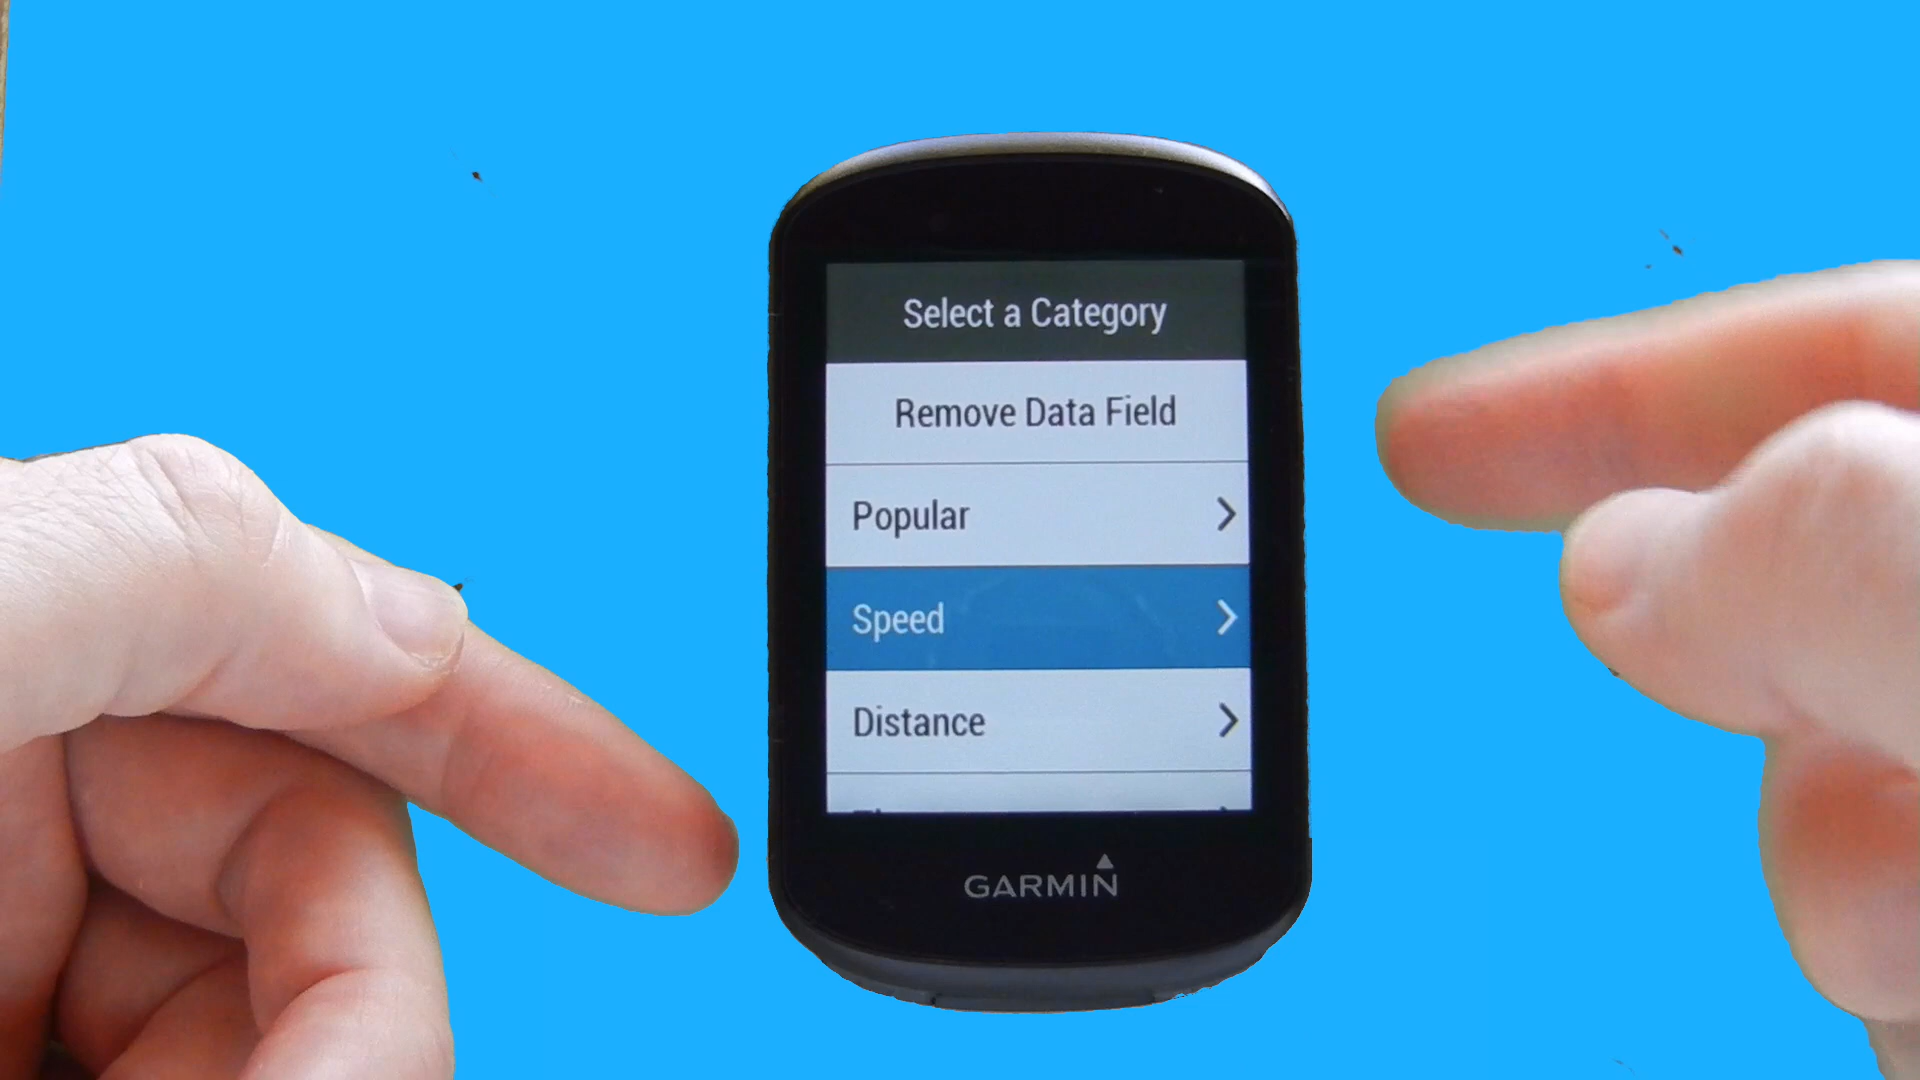 Select a Category
Remove Data Field
Popular
Speed
Distance
GARMIN